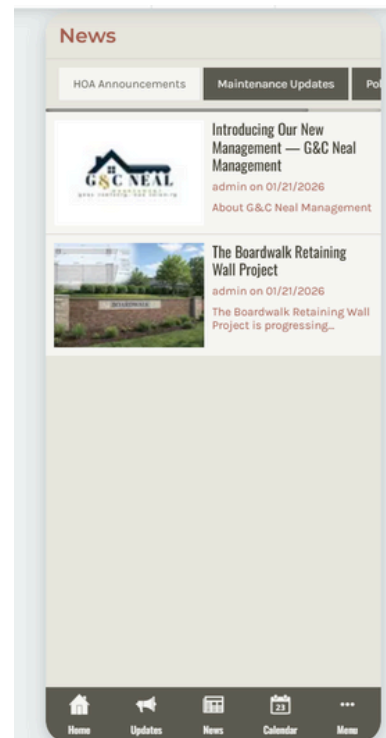 News
HOA Announcements
Maintenance Updates
Pol
G&C NEAL
Introducing Our New
Management — G&C Neal
Management
admin on 01/21/2026
About G&C Neal Management
BOARDWALK
The Boardwalk Retaining
Wall Project
admin on 01/21/2026
The Boardwalk Retaining Wall
Project is progressing...
23
Home
Updates
News
Calendar
Menu